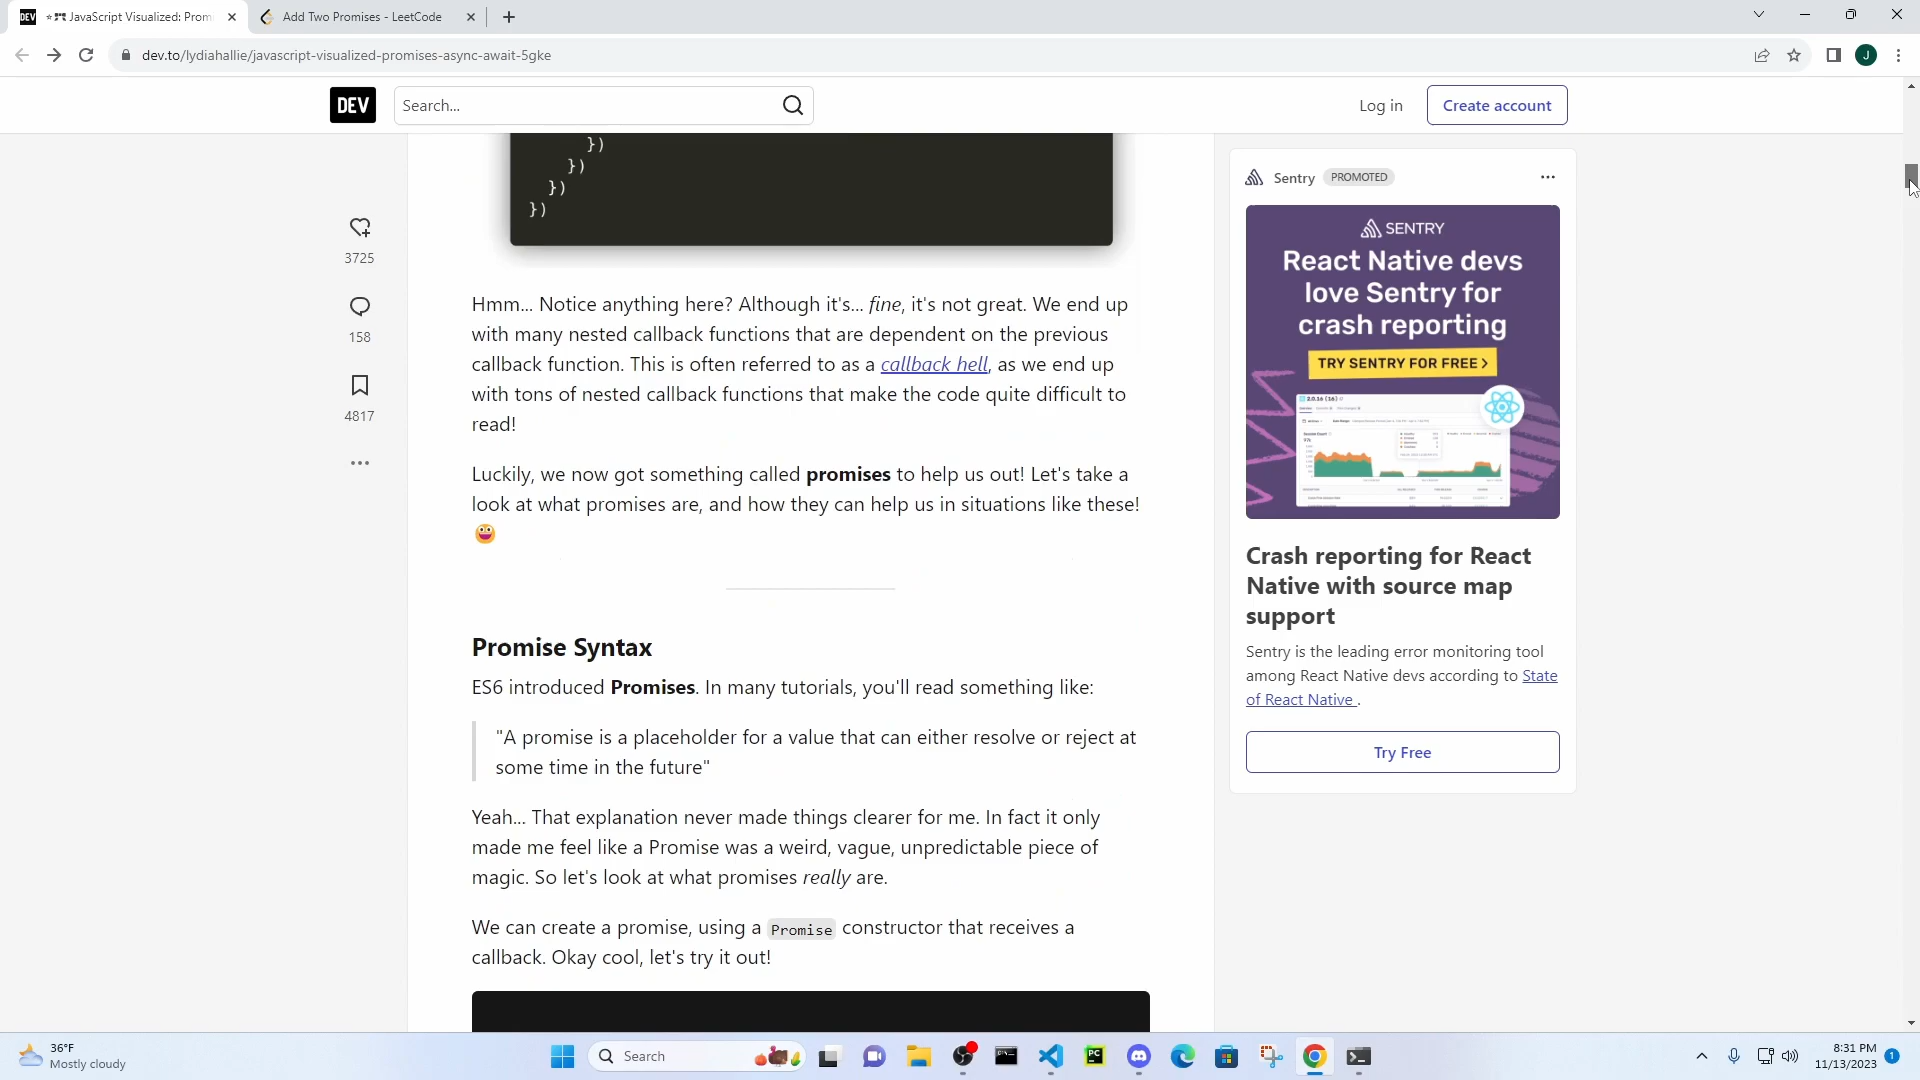 JavaScript Visualized: Prom
Add Two Promises - LeetCode
dev.to/lydiahallie/javascript-visualized-promises-async-await-5gke
J
DEV
Search...
Log in
Create account
})
})
})
})
3725
158
4817
Hmm... Notice anything here? Although it's... fine, it's not great. We end up
with many nested callback functions that are dependent on the previous
callback function. This is often referred to as a callback hell, as we end up
with tons of nested callback functions that make the code quite difficult to
read!
Luckily, we now got something called promises to help us out! Let's take a
look at what promises are, and how they can help us in situations like these!
Promise Syntax
ES6 introduced Promises. In many tutorials, you'll read something like:
"A promise is a placeholder for a value that can either resolve or reject at
some time in the future"
Yeah... That explanation never made things clearer for me. In fact it only
made me feel like a Promise was a weird, vague, unpredictable piece of
magic. So let's look at what promises really are.
We can create a promise, using a Promise constructor that receives a
callback. Okay cool, let's try it out!
Sentry PROMOTED
SENTRY
React Native devs
love Sentry for
crash reporting
TRY SENTRY FOR FREE >
Crash reporting for React
Native with source map
support
Sentry is the leading error monitoring tool
among React Native devs according to State
of React Native .
Try Free
36°F
Mostly cloudy
Search
PC
8:31 PM
11/13/2023
1